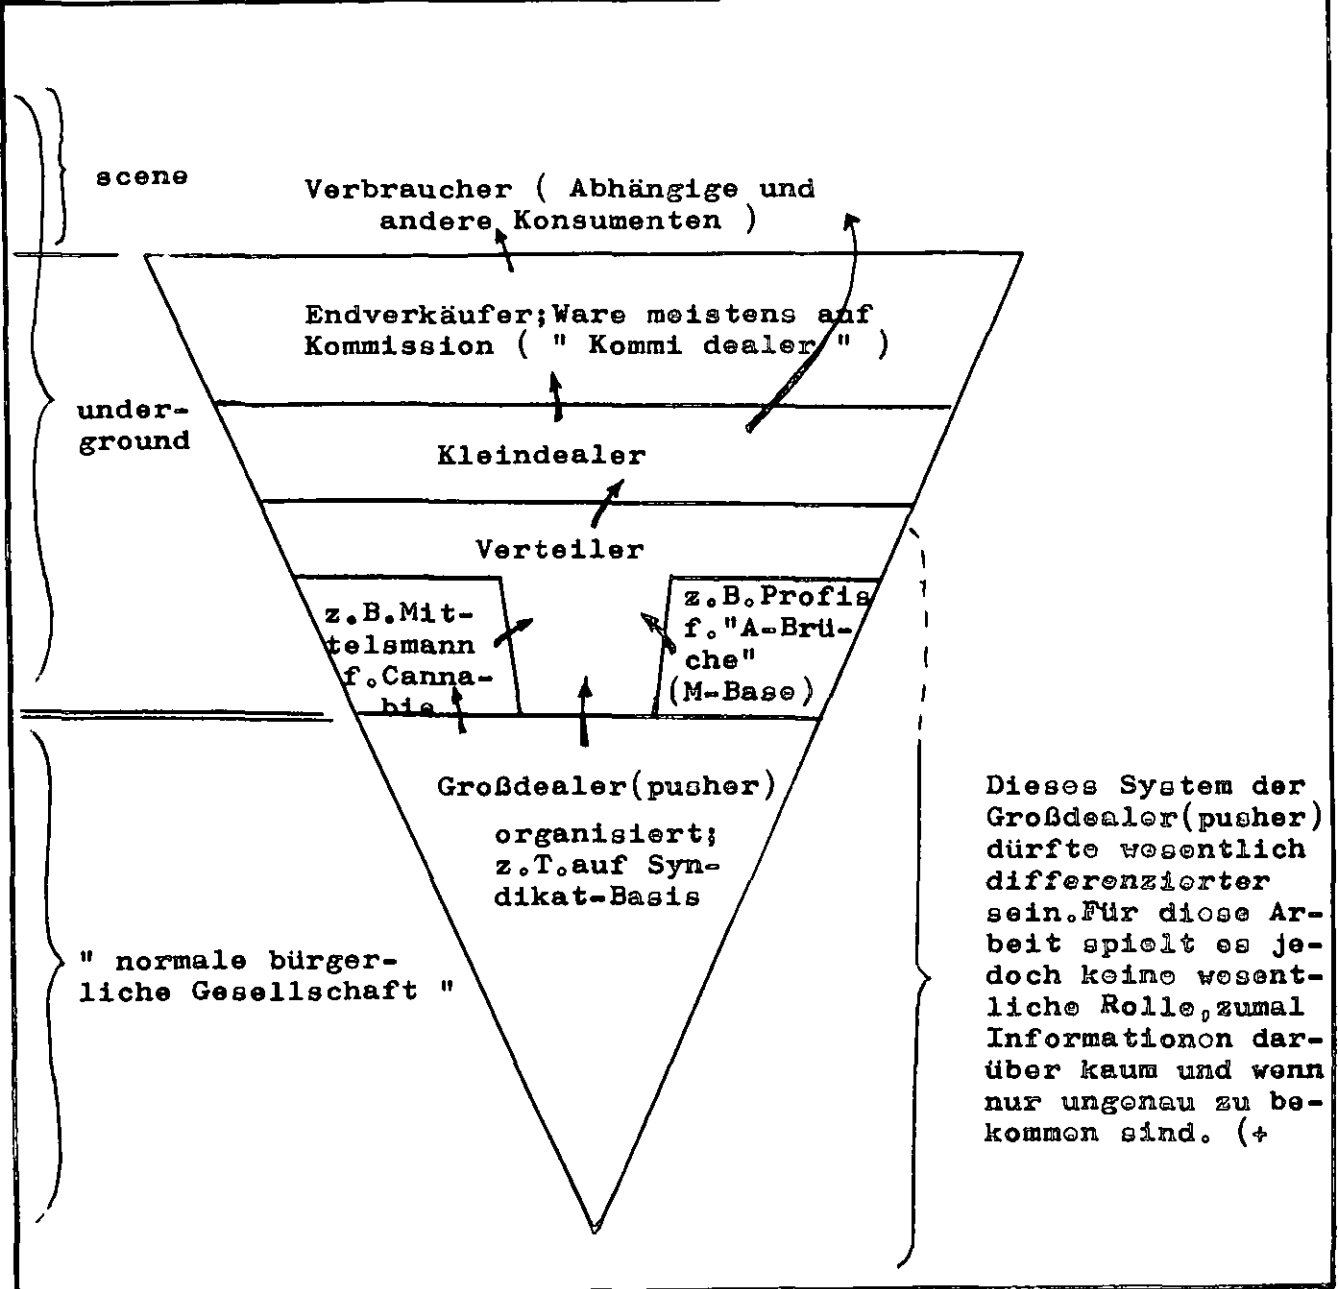 scene
Verbraucher ( Abhängige und
andere Konsumenten )
Endverkäufer;Ware meistens auf
Kommission ( " Kommi dealer " )
under-
ground
Kleindealer
Verteiler
z.B.Mit-
telsmann
f.Canna-
bis
z.B.Profis
f."A-Brü-
che"
(M-Base)
Großdealer(pusher)
organisiert;
z.T.auf Syn-
dikat-Basis
" normale bürger-
liche Gesellschaft "
Dieses System der
Großdealer(pusher)
dürfte wesentlich
differenzierter
sein.Für diese Ar-
beit spielt es je-
doch keine wesent-
liche Rolle,zumal
Informationen dar-
über kaum und wenn
nur ungenau zu be-
kommen sind. (+